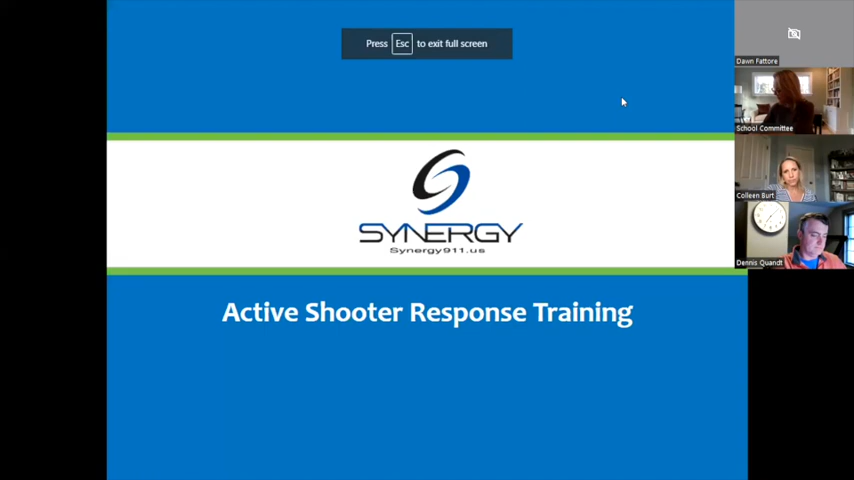 Press Esc to exit full screen
Dawn Fattore
School Committee
SYNERGY
Synergy911.us
Colleen Burt
Dennis Quandt
Active Shooter Response Training